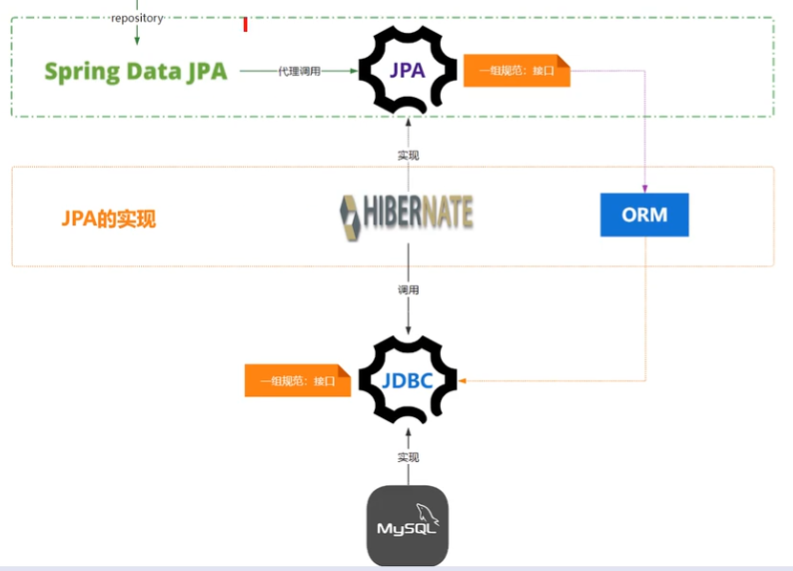 repository
Spring Data JPA
代理调用
JPA
一组规范：接口
实现
JPA的实现
HIBERNATE
ORM
调用
一组规范：接口
JDBC
实现
MySQL